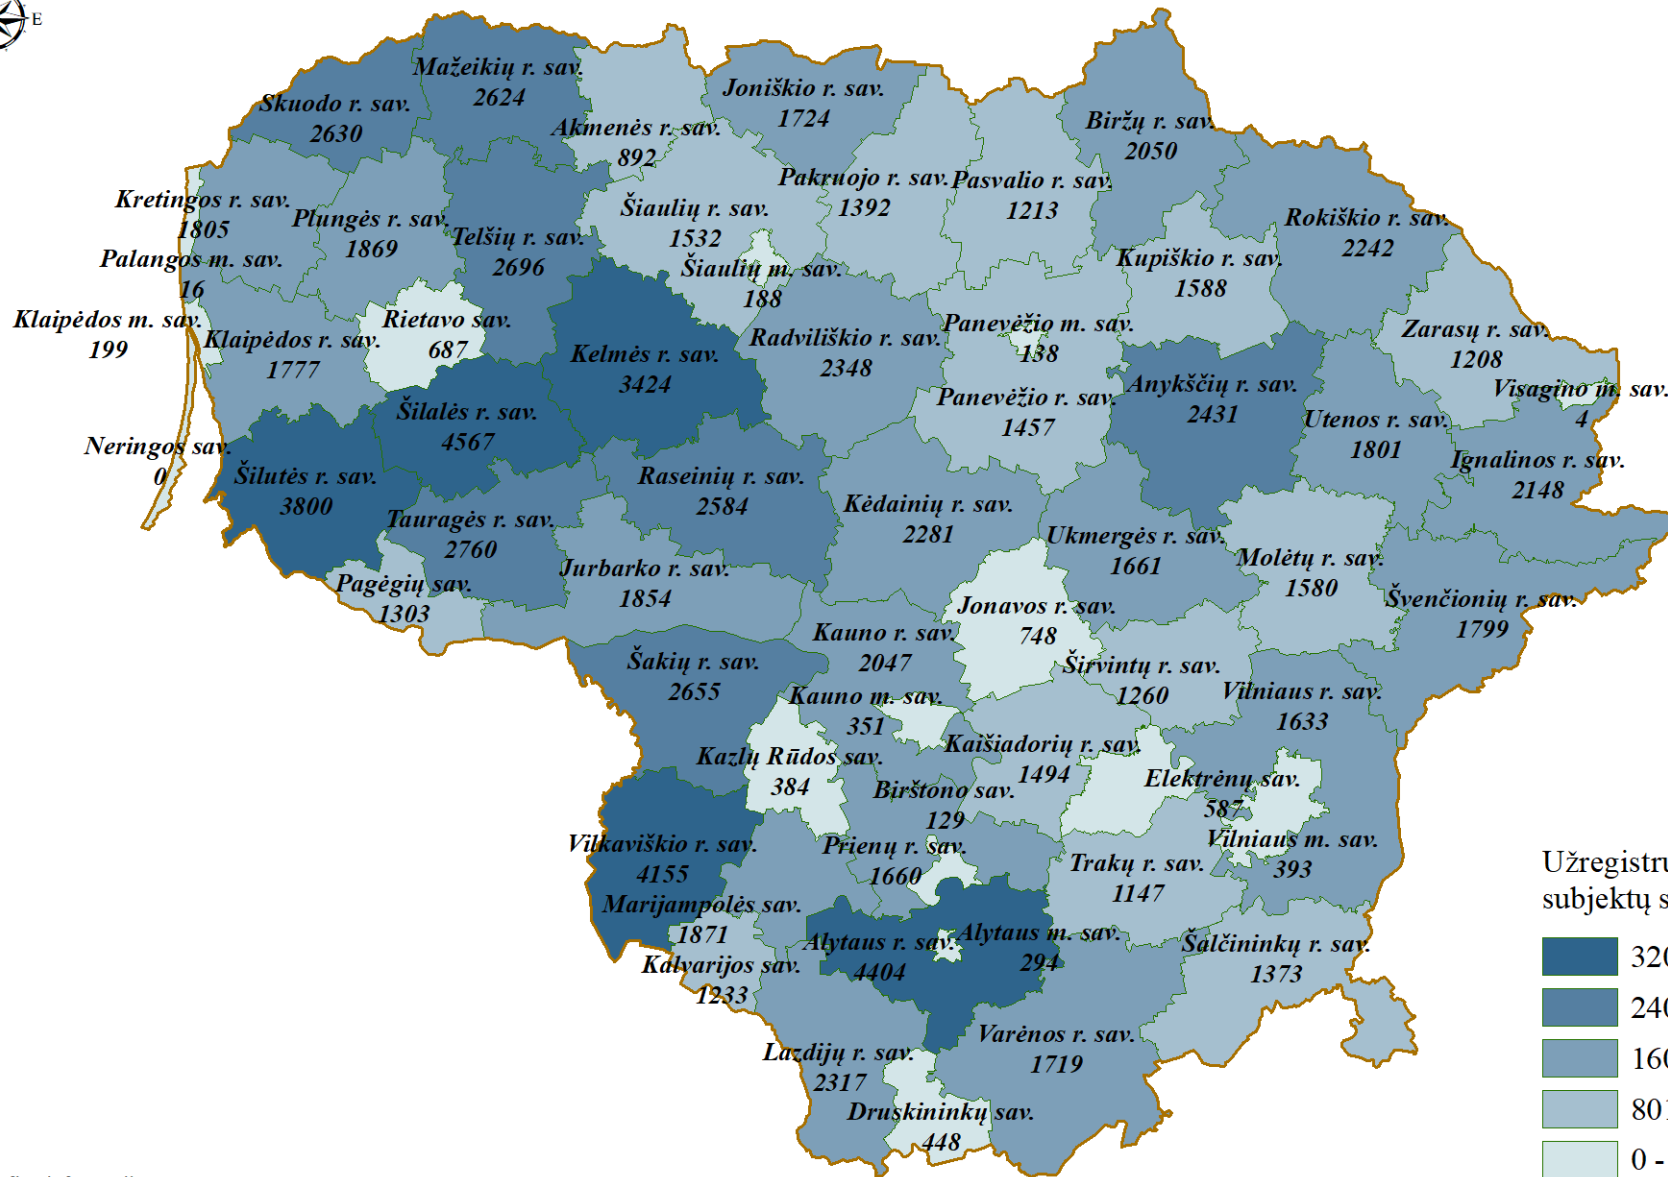 E
Mažeikių r. sav.
2624
Skuodo r. sav.
2630
Akmenės r. sav.
892
Joniškio r. sav.
1724
Biržų r. sav.
2050
Kretingos r. sav.
1805
Plungės r. sav.
1869
Telšių r. sav.
2696
Šiaulių r. sav.
1532
Pakruojo r. sav.
1392
Pasvalio r. sav.
1213
Rokiškio r. sav.
2242
Palangos m. sav.
16
Šiaulių m. sav.
188
Kupiškio r. sav.
1588
Klaipėdos m. sav.
199
Klaipėdos r. sav.
1777
Rietavo sav.
687
Kelmės r. sav.
3424
Radviliškio r. sav.
2348
Panevėžio m. sav.
138
Zarasų r. sav.
1208
Šilalės r. sav.
4567
Panevėžio r. sav.
1457
Anykščių r. sav.
2431
Visagino m. sav.
4
Utenos r. sav.
1801
Neringos sav.
0
Šilutės r. sav.
3800
Raseinių r. sav.
2584
Ignalinos r. sav.
2148
Tauragės r. sav.
2760
Kėdainių r. sav.
2281
Ukmergės r. sav.
1661
Molėtų r. sav.
1580
Pagėgių sav.
1303
Jurbarko r. sav.
1854
Jonavos r. sav.
748
Švenčionių r. sav.
1799
Šakių r. sav.
2655
Kauno r. sav.
2047
Širvintų r. sav.
1260
Vilniaus r. sav.
1633
Kauno m. sav.
351
Kazlų Rūdos sav.
384
Kaišiadorių r. sav.
1494
Elektrėnų sav.
587
Birštono sav.
129
Vilkaviškio r. sav.
4155
Prienų r. sav.
1660
Trakų r. sav.
1147
Vilniaus m. sav.
393
Marijampolės sav.
1871
Alytaus r. sav.
4404
Alytaus m. sav.
294
Šalčininkų r. sav.
1373
Kalvarijos sav.
1233
Lazdijų r. sav.
2317
Varėnos r. sav.
1719
Druskininkų sav.
448
Užregistru
subjektų s
320
240
160
801
0 -